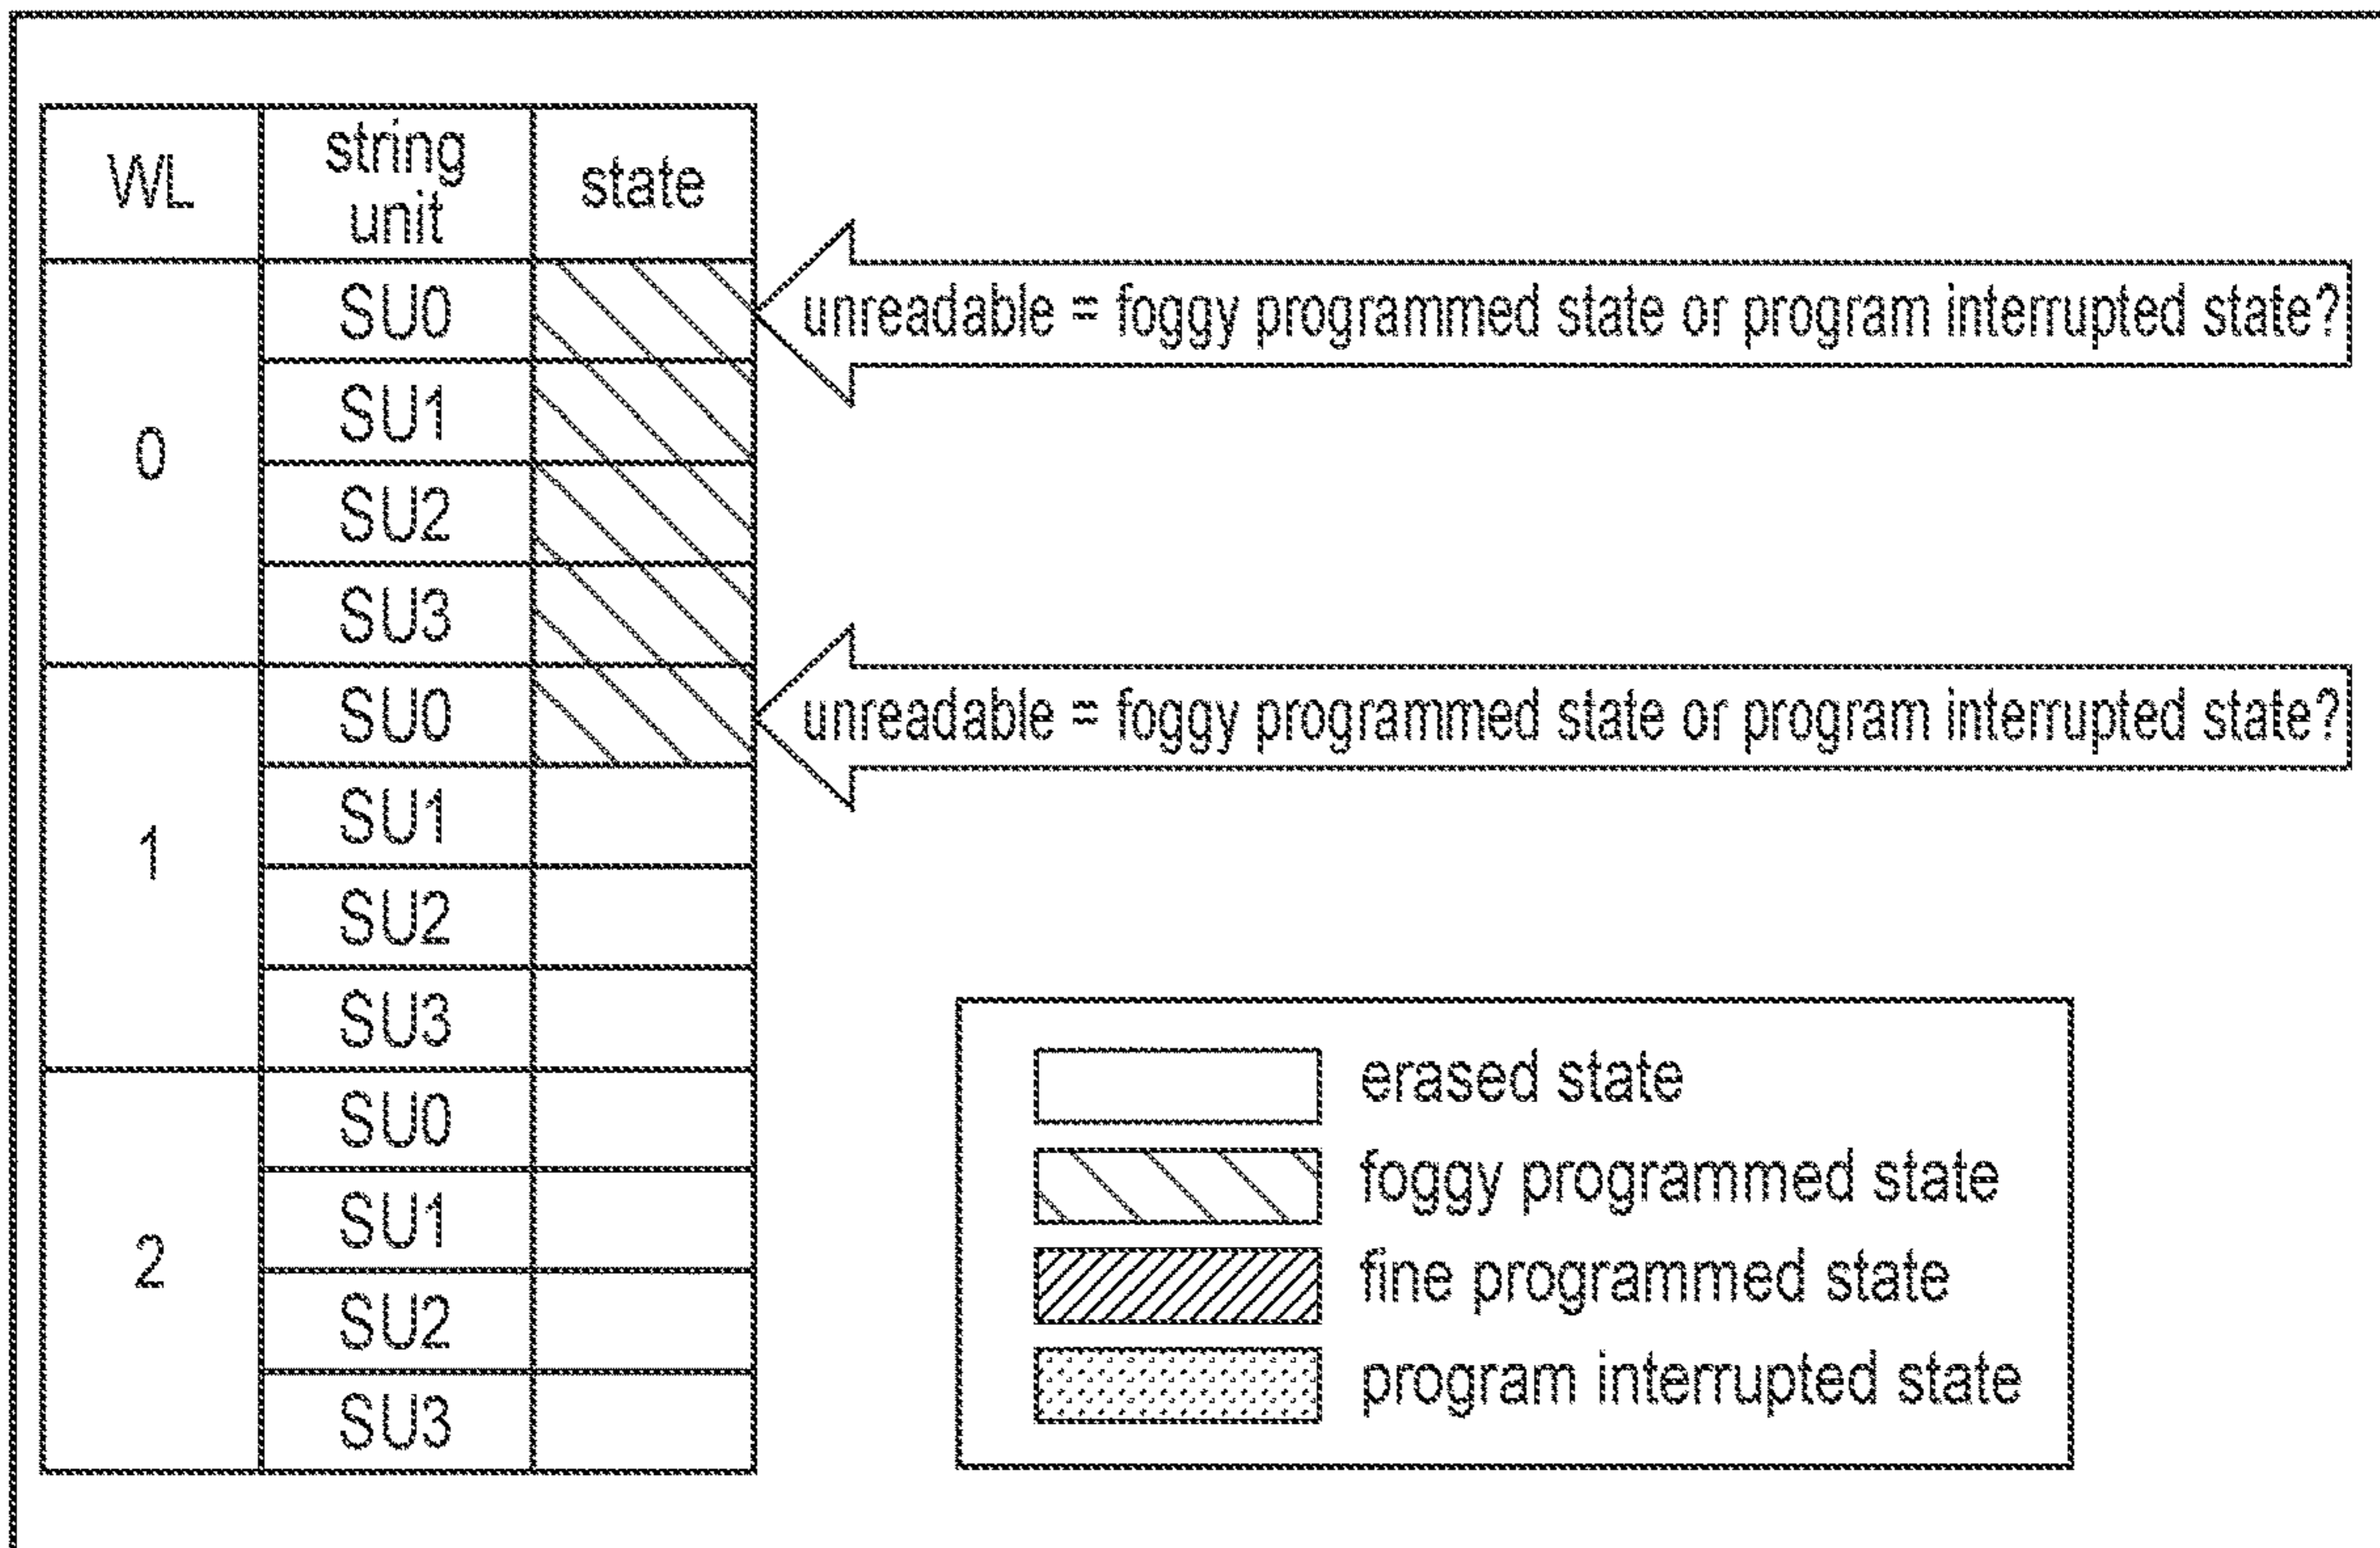 WL string unit state
0 SU0 unreadable = foggy programmed state or program interrupted state?
SU1
SU2
SU3
1 SU0 unreadable = foggy programmed state or program interrupted state?
SU1
SU2
SU3
2 SU0
SU1
SU2
SU3
erased state
foggy programmed state
fine programmed state
program interrupted state